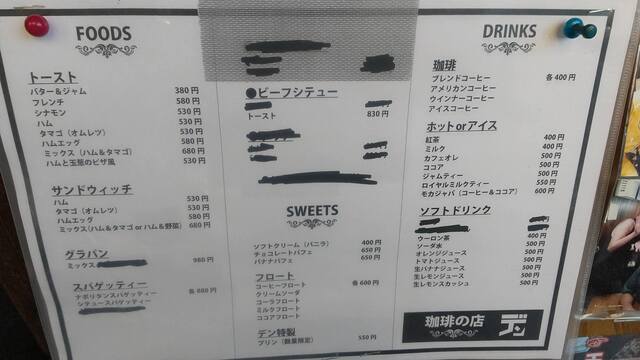 FOODS
トースト
バター&ジャム 380円
フレンチ 580円
シナモン 530円
ハム 530円
タマゴ(オムレツ) 530円
ハムエッグ 580円
ミックス(ハム&タマゴ) 680円
ハムと玉葱のピザ風 530円
サンドウィッチ
ハム 530円
タマゴ(オムレツ) 530円
ハムエッグ 580円
ミックス(ハム&タマゴ or ハム&野菜) 680円
グラパン
ミックス 980円
スパゲッティー
ナポリタンスパゲッティー 各880円
シチュースパゲッティー
●ビーフシチュー
トースト 830円
SWEETS
ソフトクリーム(バニラ) 400円
チョコレートパフェ 650円
バナナパフェ 650円
フロート
コーヒーフロート 各600円
クリームソーダ
コーラフロート
ミルクフロート
ココアフロート
デン特製
プリン(数量限定) 550円
DRINKS
珈琲
ブレンドコーヒー 各400円
アメリカンコーヒー
ウインナーコーヒー
アイスコーヒー
ホットorアイス
紅茶 400円
ミルク 400円
カフェオレ 500円
ココア 500円
ジャムティー 500円
ロイヤルミルクティー 550円
モカジャバ(コーヒー&ココア) 600円
ソフトドリンク
ウーロン茶 400円
ソーダ水 500円
オレンジジュース 500円
トマトジュース 500円
生バナナジュース 500円
生レモンジュース 500円
生レモンスカッシュ 500円
珈琲の店 デン